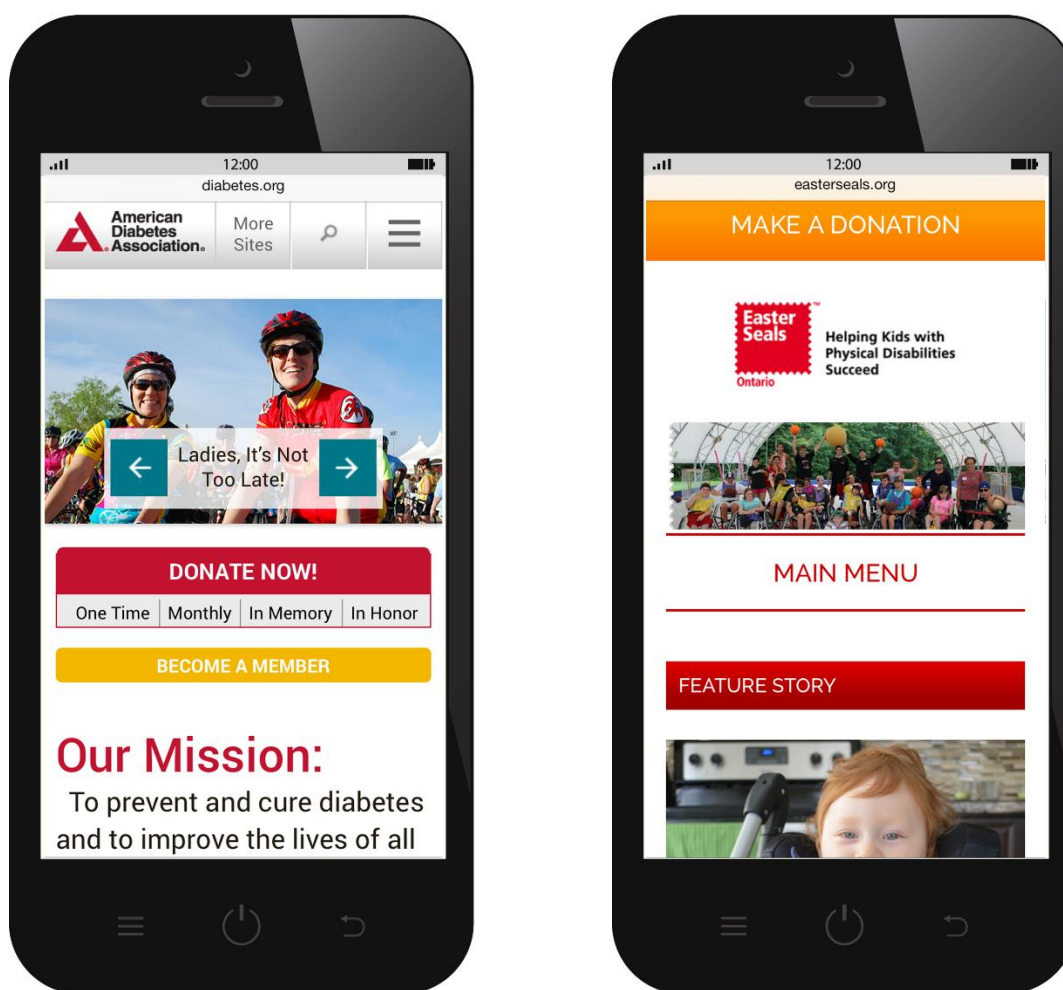 12:00
diabetes.org
American
Diabetes
Association®
More
Sites
Ladies, It's Not
Too Late!
DONATE NOW!
One Time | Monthly | In Memory | In Honor
BECOME A MEMBER
Our Mission:
To prevent and cure diabetes
and to improve the lives of all
12:00
easterseals.org
MAKE A DONATION
Easter
Seals
™
Ontario
Helping Kids with
Physical Disabilities
Succeed
MAIN MENU
FEATURE STORY